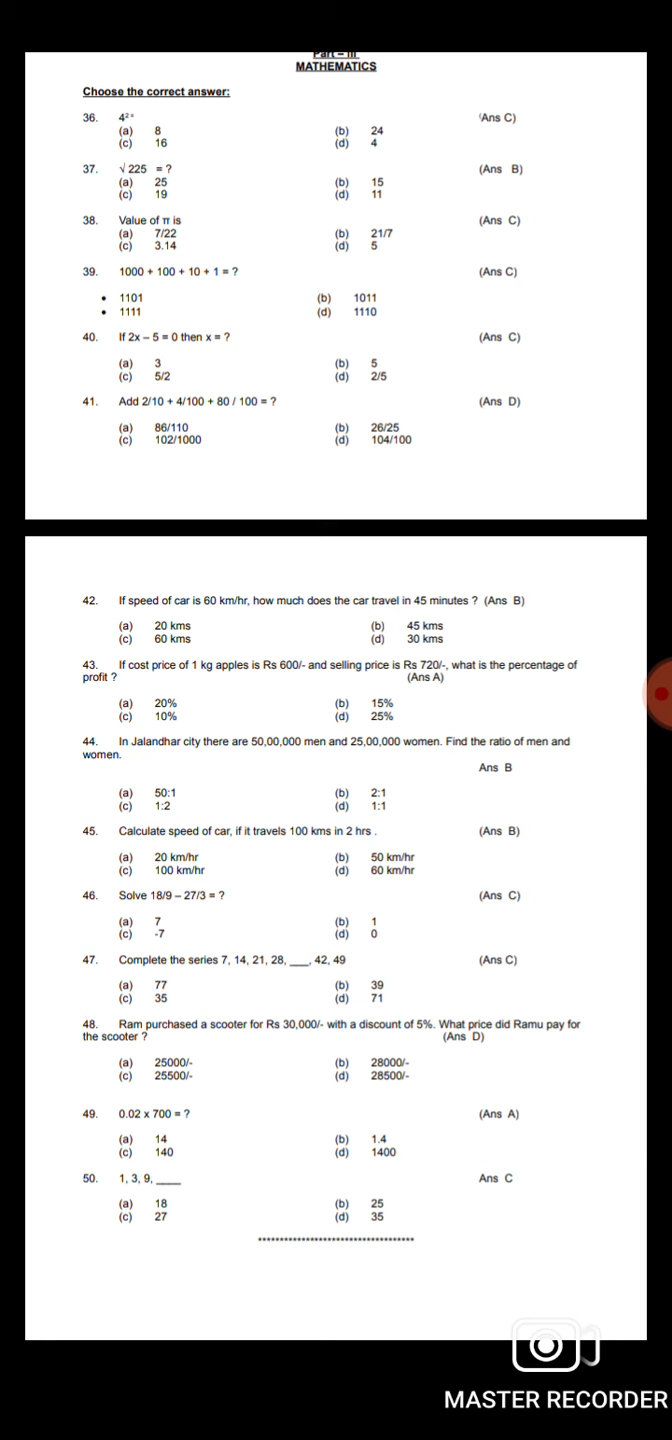 Part – III
MATHEMATICS
Choose the correct answer:
36. 4²⁼ (Ans C)
(a) 8 (b) 24
(c) 16 (d) 4
37. √ 225 = ? (Ans B)
(a) 25 (b) 15
(c) 19 (d) 11
38. Value of π is (Ans C)
(a) 7/22 (b) 21/7
(c) 3.14 (d) 5
39. 1000 + 100 + 10 + 1 = ? (Ans C)
• 1101 (b) 1011
• 1111 (d) 1110
40. If 2x – 5 = 0 then x = ? (Ans C)
(a) 3 (b) 5
(c) 5/2 (d) 2/5
41. Add 2/10 + 4/100 + 80 / 100 = ? (Ans D)
(a) 86/110 (b) 26/25
(c) 102/1000 (d) 104/100
42. If speed of car is 60 km/hr, how much does the car travel in 45 minutes ? (Ans B)
(a) 20 kms (b) 45 kms
(c) 60 kms (d) 30 kms
43. If cost price of 1 kg apples is Rs 600/- and selling price is Rs 720/-, what is the percentage of
profit ? (Ans A)
(a) 20% (b) 15%
(c) 10% (d) 25%
44. In Jalandhar city there are 50,00,000 men and 25,00,000 women. Find the ratio of men and
women.
Ans B
(a) 50:1 (b) 2:1
(c) 1:2 (d) 1:1
45. Calculate speed of car, if it travels 100 kms in 2 hrs . (Ans B)
(a) 20 km/hr (b) 50 km/hr
(c) 100 km/hr (d) 60 km/hr
46. Solve 18/9 – 27/3 = ? (Ans C)
(a) 7 (b) 1
(c) -7 (d) 0
47. Complete the series 7, 14, 21, 28, ____, 42, 49 (Ans C)
(a) 77 (b) 39
(c) 35 (d) 71
48. Ram purchased a scooter for Rs 30,000/- with a discount of 5%. What price did Ramu pay for
the scooter ? (Ans D)
(a) 25000/- (b) 28000/-
(c) 25500/- (d) 28500/-
49. 0.02 x 700 = ? (Ans A)
(a) 14 (b) 1.4
(c) 140 (d) 1400
50. 1, 3, 9, _____ Ans C
(a) 18 (b) 25
(c) 27 (d) 35
************************************
MASTER RECORDER